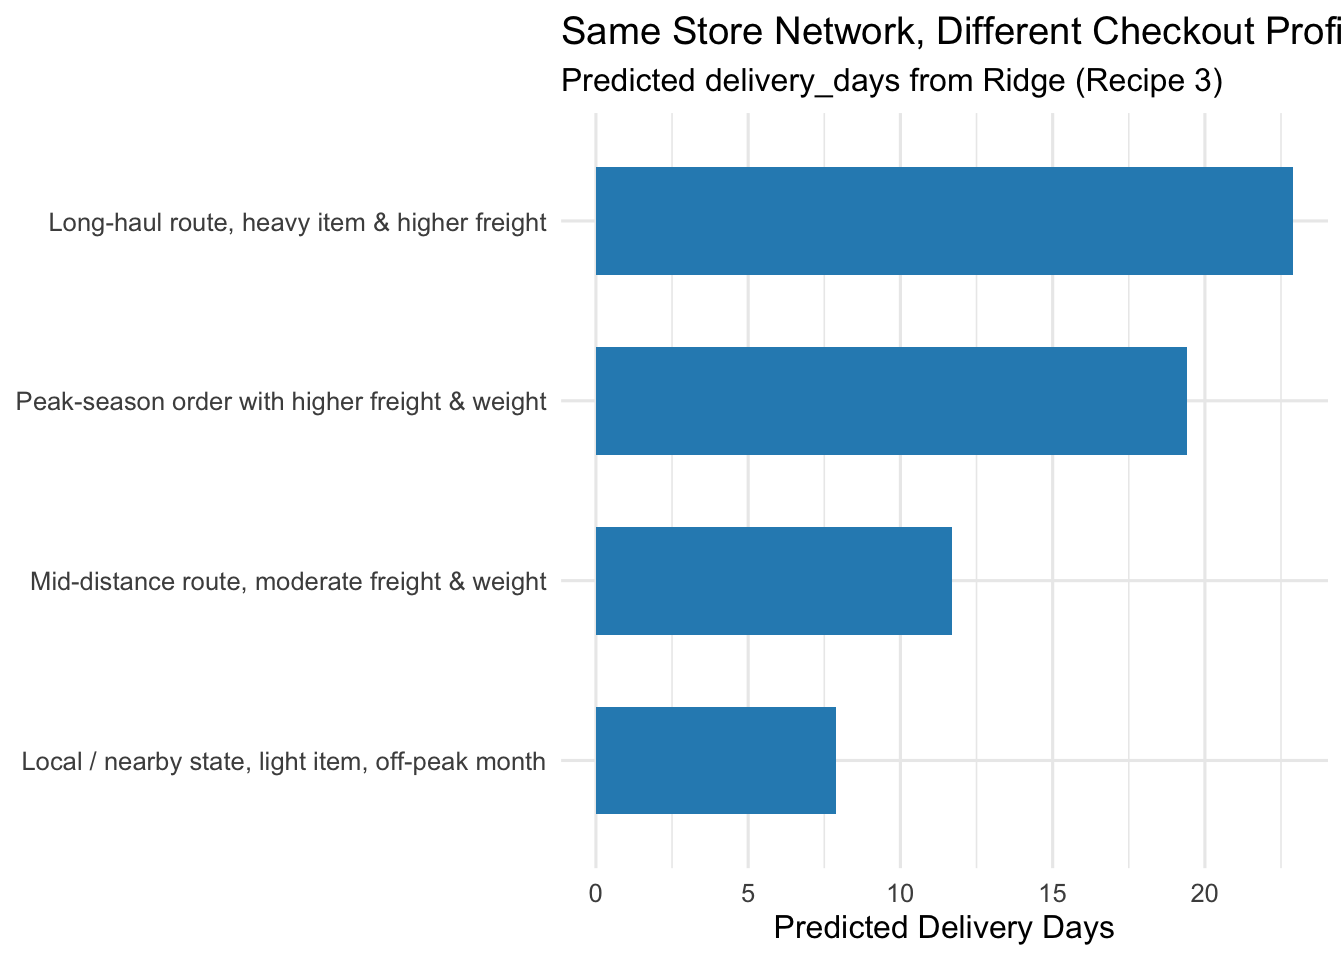 Same Store Network, Different Checkout Profi
Predicted delivery_days from Ridge (Recipe 3)
Long-haul route, heavy item & higher freight
Peak-season order with higher freight & weight
Mid-distance route, moderate freight & weight
Local / nearby state, light item, off-peak month
0 5 10 15 20
Predicted Delivery Days